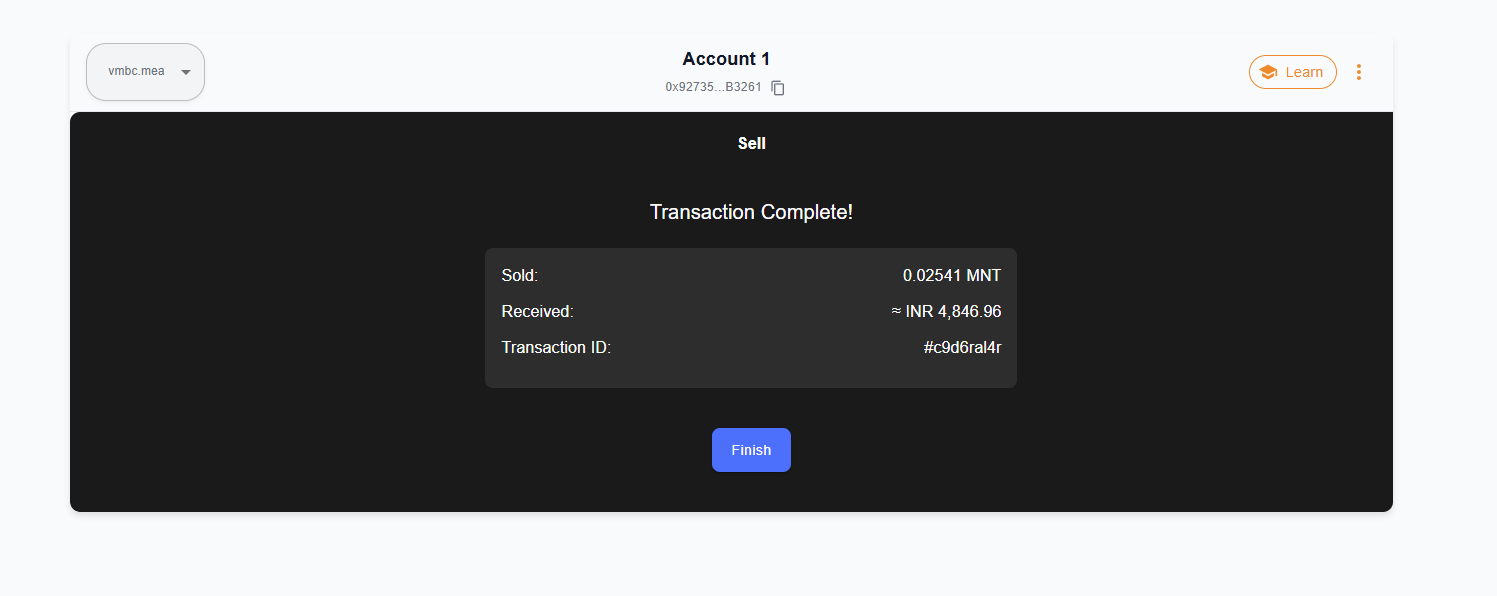 vmbc.mea
Account 1
0x92735...B3261
Learn
Sell
Transaction Complete!
Sold: 0.02541 MNT
Received: ≈ INR 4,846.96
Transaction ID: #c9d6ral4r
Finish